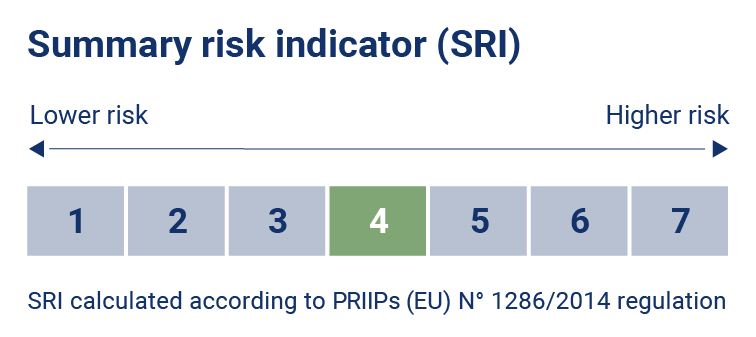 Summary risk indicator (SRI)
Lower risk Higher risk
1 2 3 4 5 6 7
SRI calculated according to PRIIPs (EU) N° 1286/2014 regulation